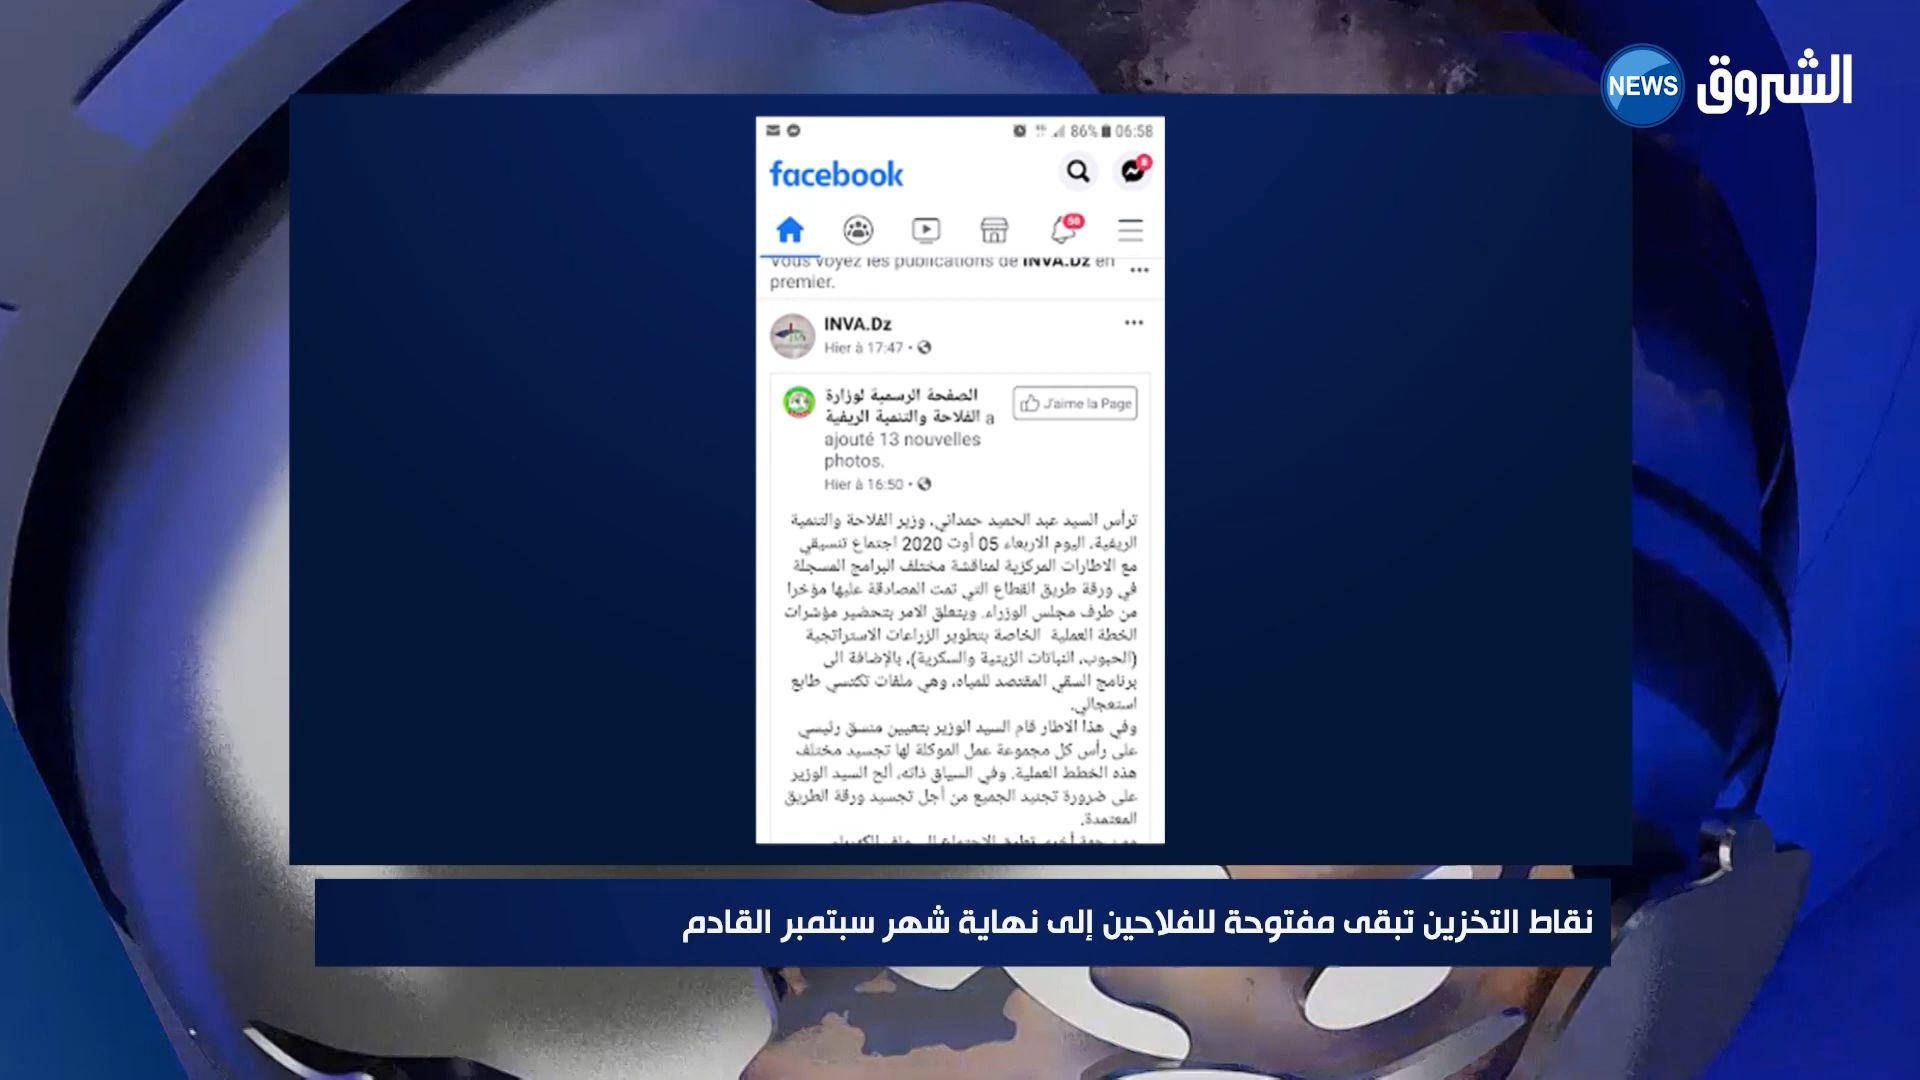 NEWS الشروق
86% 06:58
facebook
8
50
Vous voyez les publications de INVA.Dz en
premier.
INVA.Dz
Hier à 17:47
الصفحة الرسمية لوزارة
الفلاحة والتنمية الريفية a
ajouté 13 nouvelles
photos.
Hier à 16:50
J'aime la Page
ترأس السيد عبد الحميد حمداني، وزير الفلاحة والتنمية
الريفية، اليوم الاربعاء 05 أوت 2020 اجتماع تنسيقي
مع الاطارات المركزية لمناقشة مختلف البرامج المسجلة
في ورقة طريق القطاع التي تمت المصادقة عليها مؤخرا
من طرف مجلس الوزراء. ويتعلق الامر بتحضير مؤشرات
الخطة العملية الخاصة بتطوير الزراعات الاستراتجية
(الحبوب، النباتات الزيتية والسكرية)، بالإضافة الى
برنامج السقي المقتصد للمياه، وهي ملفات تكتسي طابع
استعجالي.
وفي هذا الاطار قام السيد الوزير بتعيين منسق رئيسي
على رأس كل مجموعة عمل الموكلة لها تجسيد مختلف
هذه الخطط العملية. وفي السياق ذاته، ألح السيد الوزير
على ضرورة تجنيد الجميع من أجل تجسيد ورقة الطريق
المعتمدة.
نقاط التخزين تبقى مفتوحة للفلاحين إلى نهاية شهر سبتمبر القادم